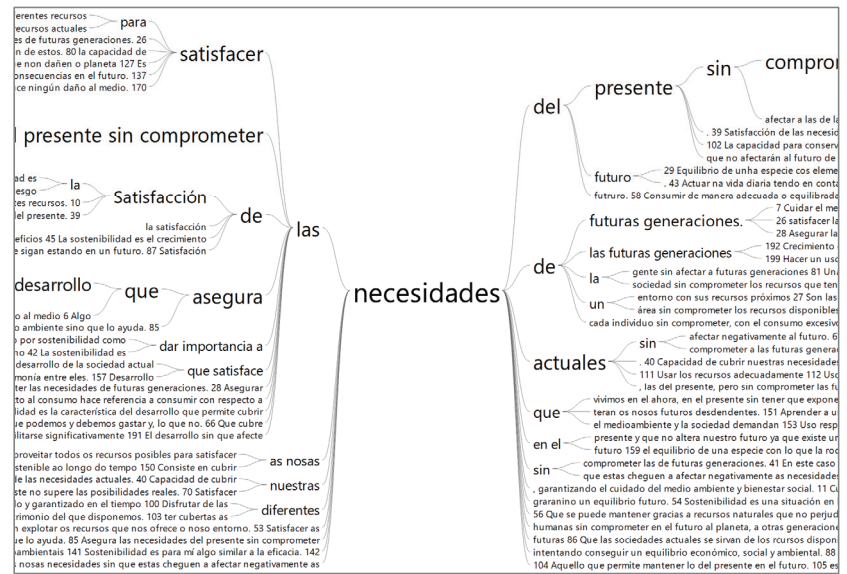 erentes recursos
ecursos actuales
para
es de futuras generaciones. 26
n de estos. 80 la capacidad de
e non dañen o planeta 127 Es
onsecuencias en el futuro. 137
ce ningún daño al medio. 170
satisfacer
presente sin comprometer
ad es
esgo
la
tes recursos. 10
del presente. 39
Satisfacción
la satisfacción
eficios 45 La sostenibilidad es el crecimiento
e sigan estando en un futuro. 87 Satisfación
de
las
desarrollo
que
o al medio 6 Algo
o ambiente sino que lo ayuda. 85
asegura
o por sostenibilidad como
no 42 La sostenibilidad es
dar importancia a
desarrollo de la sociedad actual
monía entre eles. 157 Desarrollo
que satisface
ter las necesidades de futuras generaciones. 28 Asegurar
cto al consumo hace referencia a consumir con respecto a
lidad es la característica del desarrollo que permite cubrir
ue podemos y debemos gastar y, lo que no. 66 Que cubre
ilitarse significativamente 191 El desarrollo sin que afecte
proveitar todos os recursos posibles para satisfacer
stenible ao longo do tempo 150 Consiste en cubrir
as nosas
de las necesidades actuales. 40 Capacidad de cubrir
ste no supere las posibilidades reales. 70 Satisfacer
nuestras
lo y garantizado en el tiempo 100 Disfrutar de las
trimonio del que disponemos. 103 ter cubertas as
diferentes
n explotar os recursos que nos ofrece o noso entorno. 53 Satisfacer as
ue lo ayuda. 85 Asegura las necesidades del presente sin comprometer
oambientais 141 Sostenibilidad es para mí algo similar a la eficacia. 142
nosas necesidades sin que estas cheguen a afectar negativamente as
necesidades
del
presente
sin
compro
afectar a las de la
. 39 Satisfacción de las necesid
102 La capacidad para conserv
que no afectarán al futuro de
futuro
29 Equilibrio de unha especie cos eleme
. 43 Actuar na vida diaria tendo en conta
futuro. 58 Consumir de manera adecuada o equilibrada
de
futuras generaciones.
7 Cuidar el me
26 satisfacer la
28 Asegurar la
las futuras generaciones
192 Crecimiento
199 Hacer un uso
la
gente sin afectar a futuras generaciones 81 Un
sociedad sin comprometer los recursos que ten
un
entorno con sus recursos próximos 27 Son las
área sin comprometer los recursos disponibles
cada individuo sin comprometer, con el consumo excesivo
actuales
sin
afectar negativamente al futuro. 6
comprometer a las futuras genera
. 40 Capacidad de cubrir nuestras necesidades
111 Usar los recursos adecuadamente 112 Uso
, las del presente, pero sin comprometer las fu
que
vivimos en el ahora, en el presente sin tener que expone
teran os nosos futuros desdendentes. 151 Aprender a u
el medioambiente y la sociedad demandan 153 Uso resp
en el
presente y que no altera nuestro futuro ya que existe un
futuro 159 el equilibrio de una especie con lo que la rod
sin
comprometer las de futuras generaciones. 41 En este caso
que estas cheguen a afectar negativamente as necesidades
, garantizando el cuidado del medio ambiente y bienestar social. 11 Cu
graranino un equilibrio futuro. 54 Sostenibilidad es una situación en
56 Que se puede mantener gracias a recursos naturales que no perjud
humanas sin comprometer en el futuro al planeta, a otras generacione
futuras 86 Que las sociedades actuales se sirvan de los rcursos dispon
intentando conseguir un equilibrio económico, social y ambiental. 88
104 Aquello que permite mantener lo del presente en el futuro. 105 es